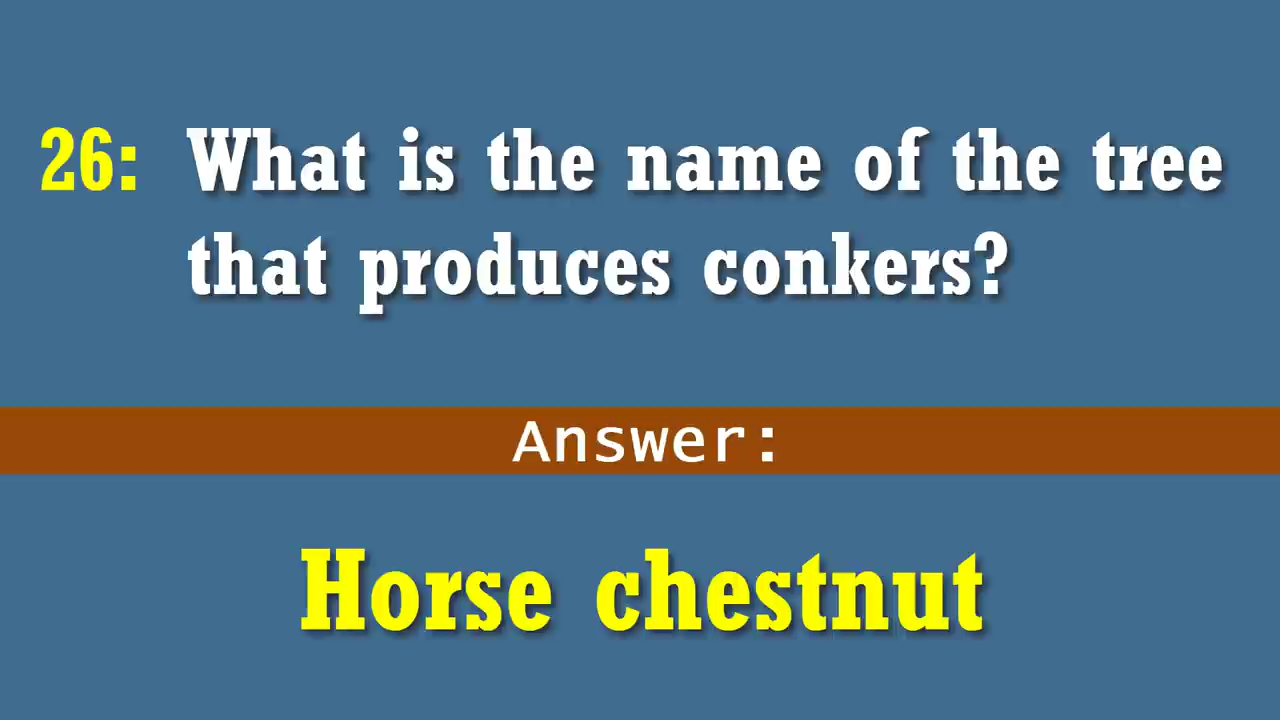 26: What is the name of the tree
that produces conkers?
Answer:
Horse chestnut